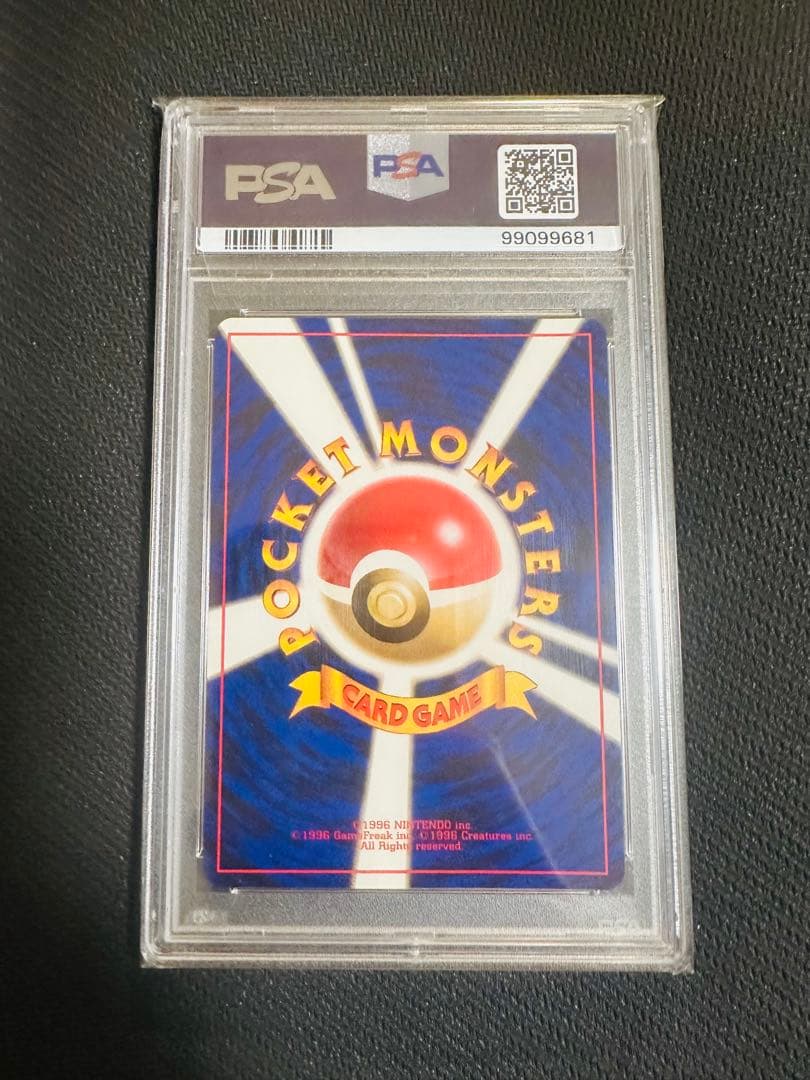 PSA
PSA
99099681
POCKET MONSTERS
CARD GAME
©1996 NINTENDO inc.
©1996 GameFreak inc. ©1996 Creatures inc.
All Rights reserved.